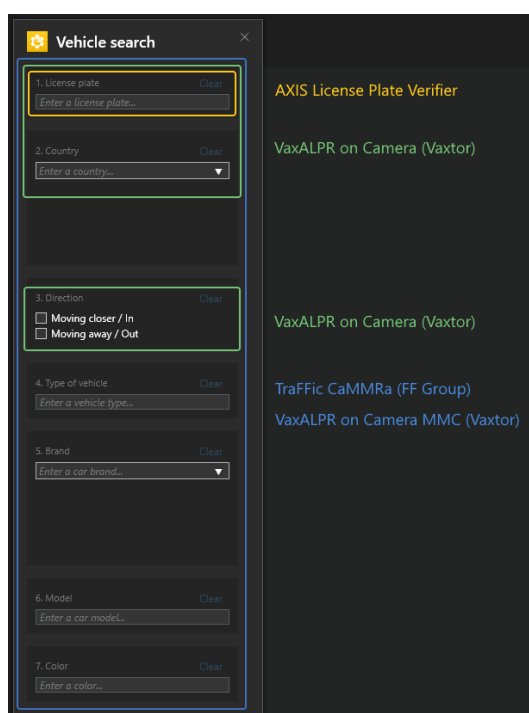 Vehicle search
1. License plate Clear
Enter a license plate...
AXIS License Plate Verifier
2. Country Clear
VaxALPR on Camera (Vaxtor)
Enter a country...
3. Direction Clear
Moving closer / In
VaxALPR on Camera (Vaxtor)
Moving away / Out
4. Type of vehicle Clear
TraFFic CaMMRa (FF Group)
Enter a vehicle type...
VaxALPR on Camera MMC (Vaxtor)
5. Brand Clear
Enter a car brand...
6. Model Clear
Enter a car model...
7. Color Clear
Enter a color...